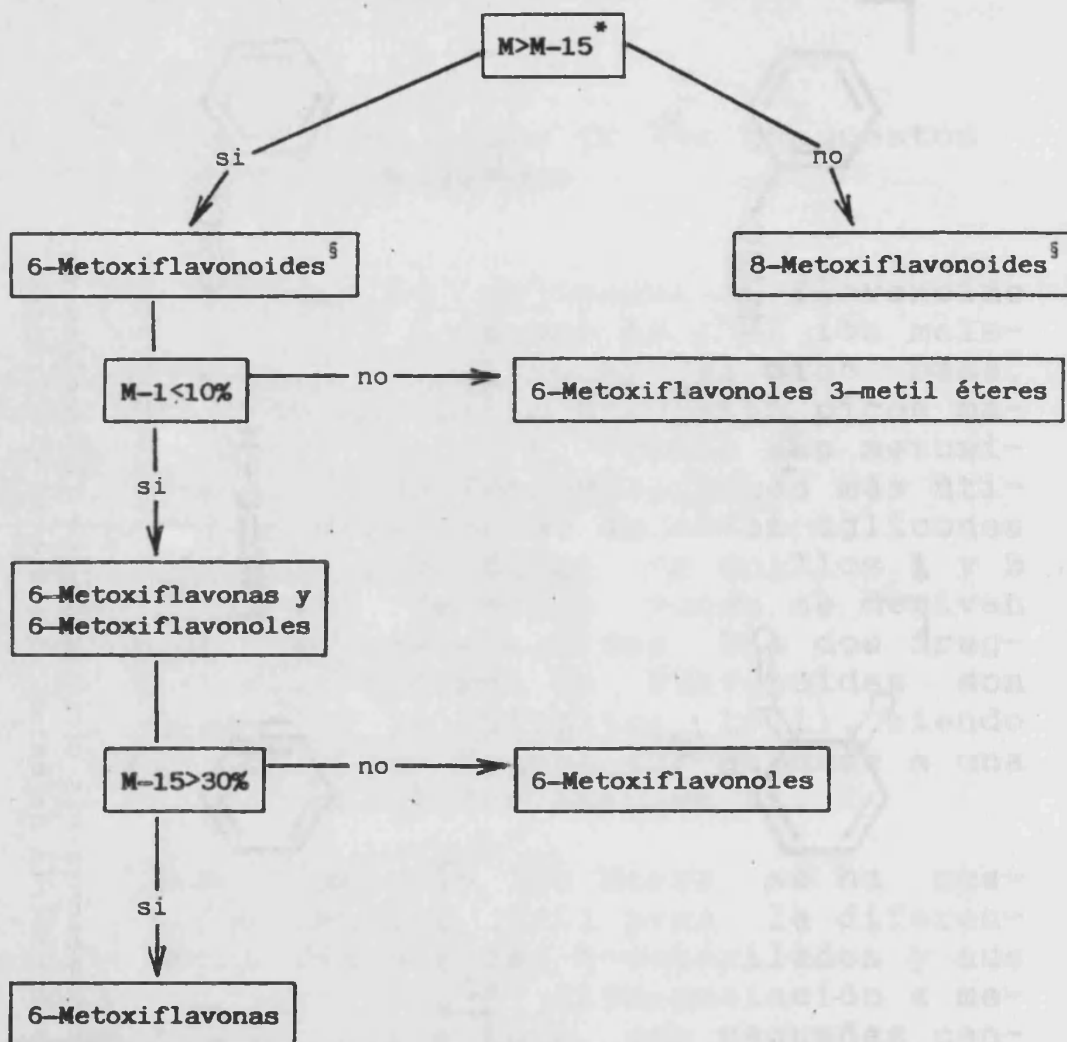 M>M-15*
si
no
6-Metoxiflavonoides§
8-Metoxiflavonoides§
M-1<10%
no
6-Metoxiflavonoles 3-metil éteres
si
6-Metoxiflavonas y
6-Metoxiflavonoles
M-15>30%
no
6-Metoxiflavonoles
si
6-Metoxiflavonas